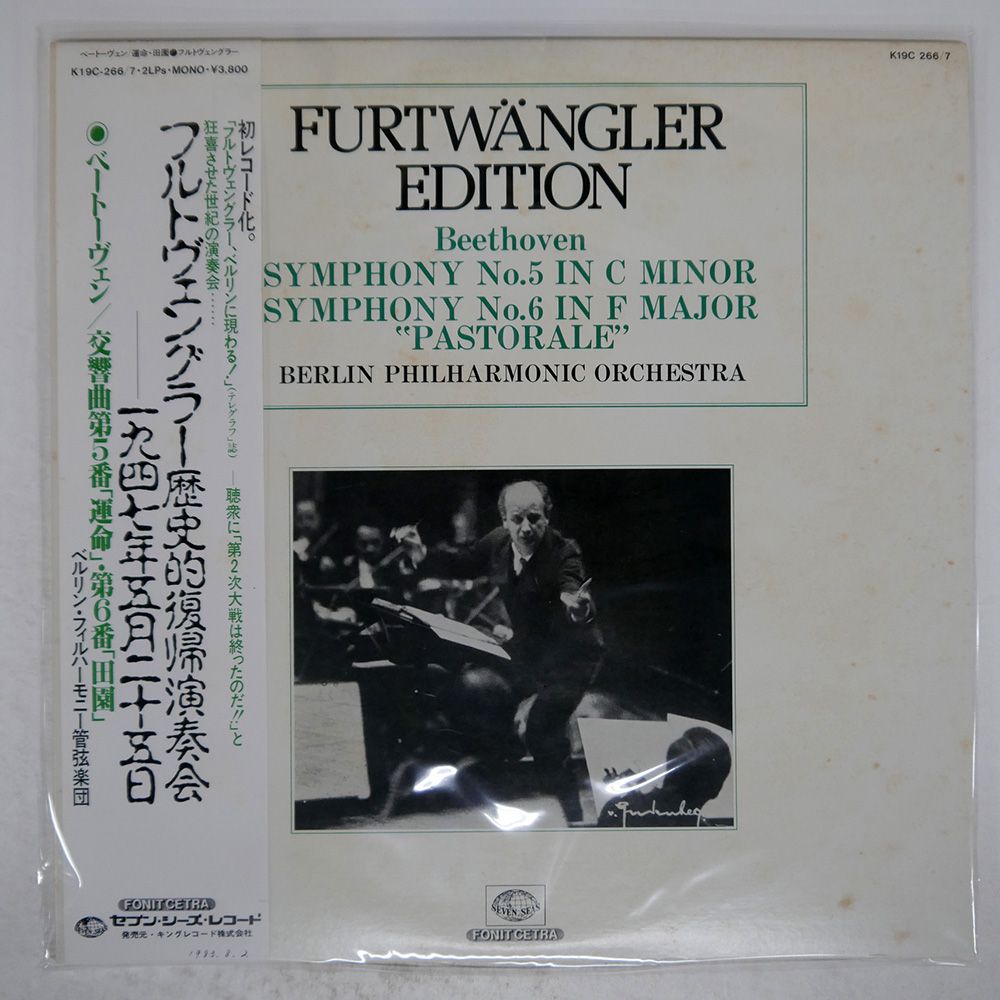 ベートーヴェン/運命・田園●フルトヴェングラー
K19C-266/7・2LPs・MONO・¥3,800
初レコード化。
「フルトヴェングラー、ベルリンに現わる!」(「テレグラフ」誌)——聴衆に「第2次大戦は終ったのだ!!」と
狂喜させた世紀の演奏会……
フルトヴェングラー歴史的復帰演奏会
——一九四七年五月二十五日
●ベートーヴェン/交響曲第5番「運命」・第6番「田園」
ベルリン・フィルハーモニー管弦楽団
FONIT CETRA
セブン・シーズ・レコード
発売元・キングレコード株式会社
1983.8.2
K19C 266/7
FURTWÄNGLER
EDITION
Beethoven
SYMPHONY No.5 IN C MINOR
SYMPHONY No.6 IN F MAJOR
“PASTORALE”
BERLIN PHILHARMONIC ORCHESTRA
SEVEN SEAS
FONIT CETRA